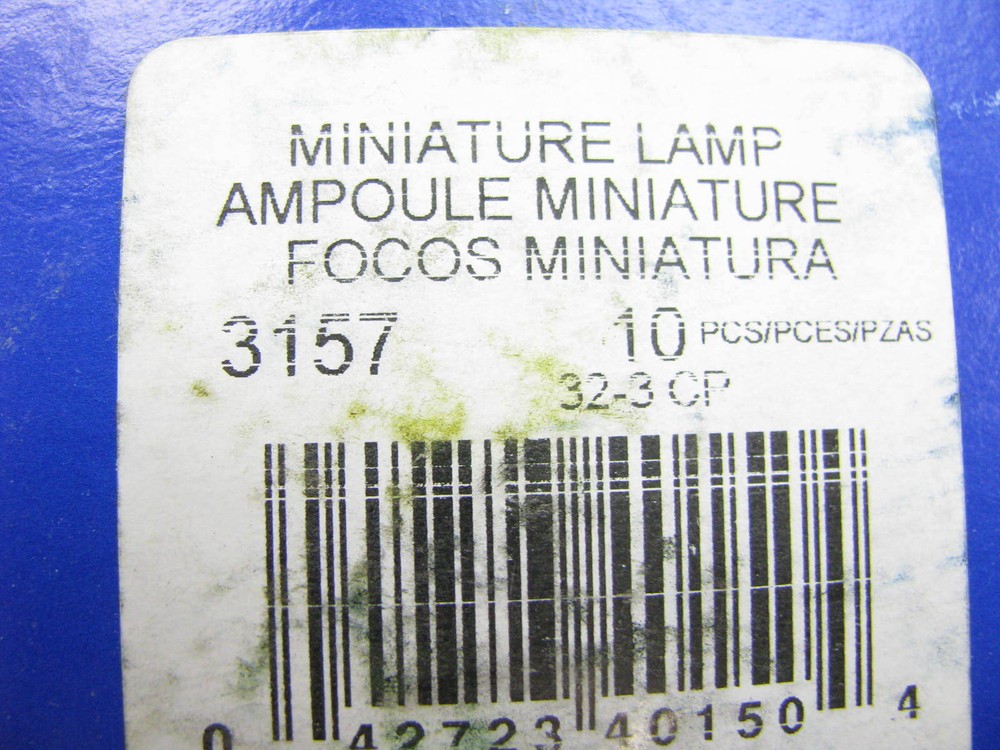 MINIATURE LAMP
AMPOULE MINIATURE
FOCOS MINIATURA
3157 10 PCS/PCES/PZAS
32-3 CP
0 42723 40150 4